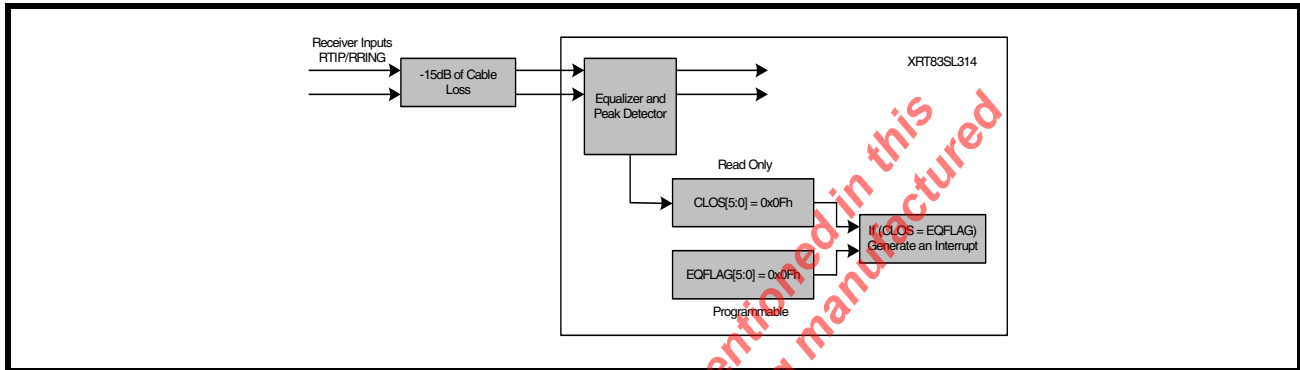 Receiver Inputs
RTIP/RRING
-15dB of Cable
Loss
XRT83SL314
Equalizer and
Peak Detector
Read Only
CLOS[5:0] = 0x0Fh
If (CLOS = EQFLAG)
Generate an Interrupt
EQFLAG[5:0] = 0x0Fh
Programmable
mentioned in this
manufactured